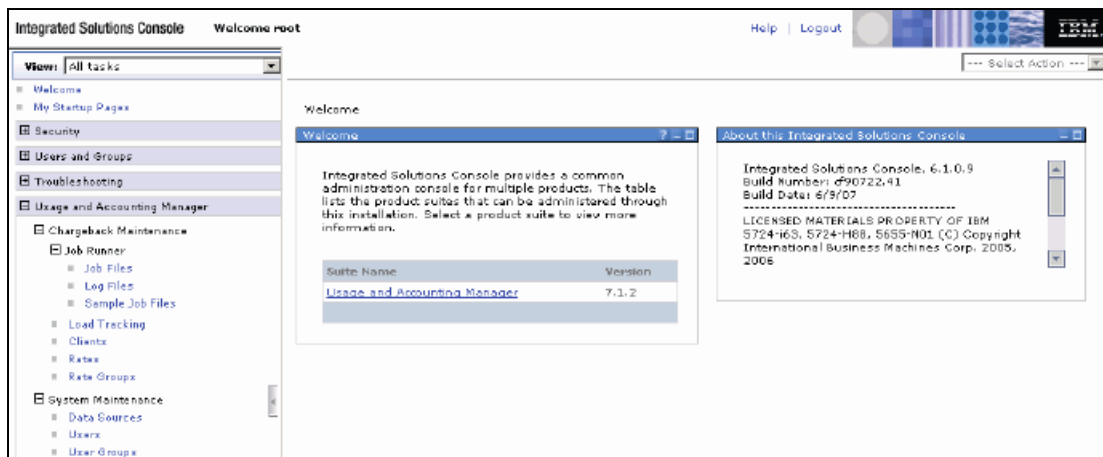 Integrated Solutions Console Welcome root Help | Logout IBM.
View: All tasks --- Select Action ---
Welcome
My Startup Pages
Security
Users and Groups
Troubleshooting
Usage and Accounting Manager
Chargeback Maintenance
Job Runner
Job Files
Log Files
Sample Job Files
Load Tracking
Clients
Rates
Rate Groups
System Maintenance
Data Sources
Users
User Groups
Welcome
Welcome ?
Integrated Solutions Console provides a common
administration console for multiple products. The table
lists the product suites that can be administered through
this installation. Select a product suite to view more
information.
Suite Name Version
Usage and Accounting Manager 7.1.2
About this Integrated Solutions Console
Integrated Solutions Console, 6.1.0.9
Build Number: cf90722.41
Build Date: 6/9/07
------------------------------------
LICENSED MATERIALS PROPERTY OF IBM
5724-i63, 5724-H88, 5655-N01 (C) Copyright
International Business Machines Corp. 2005,
2006